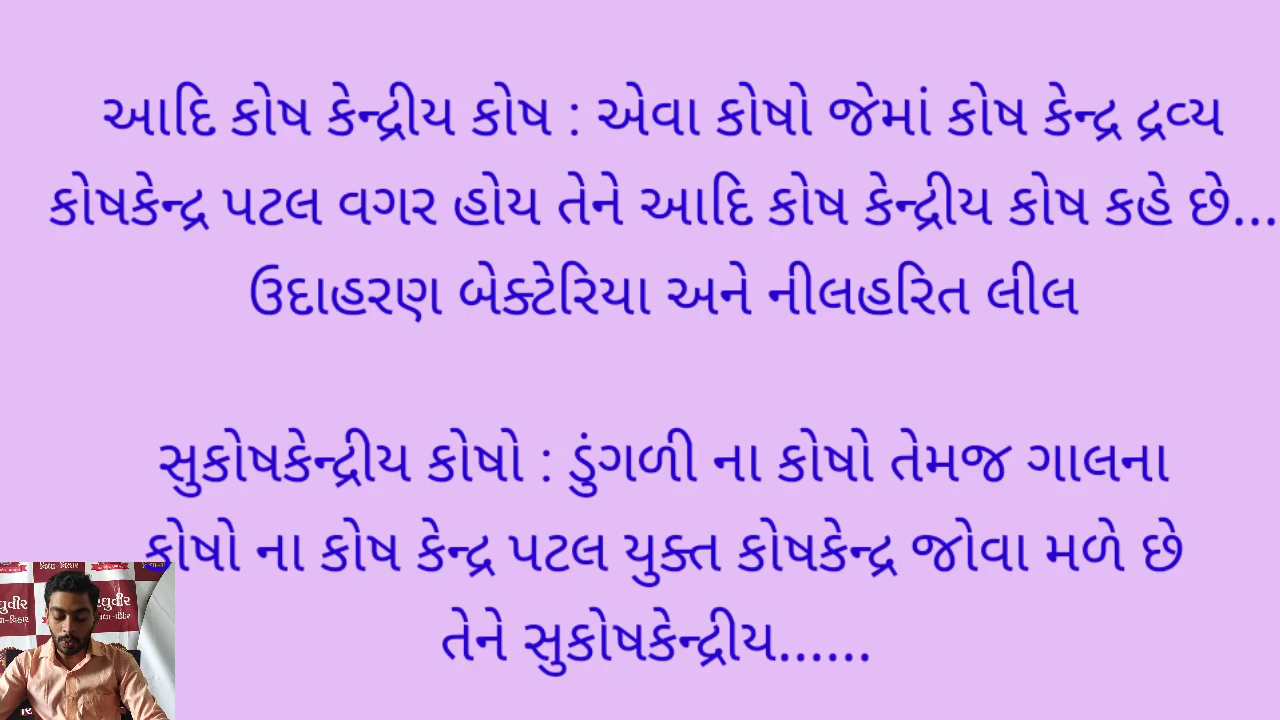 આદિ કોષ કેન્દ્રીય કોષ : એવા કોષો જેમાં કોષ કેન્દ્ર દ્રવ્ય
કોષકેન્દ્ર પટલ વગર હોય તેને આદિ કોષ કેન્દ્રીય કોષ કહે છે...
ઉદાહરણ બેક્ટેરિયા અને નીલહરિત લીલ
સુકોષકેન્દ્રીય કોષો : ડુંગળી ના કોષો તેમજ ગાલના
કોષો ના કોષ કેન્દ્ર પટલ યુક્ત કોષકેન્દ્ર જોવા મળે છે
તેને સુકોષકેન્દ્રીય......